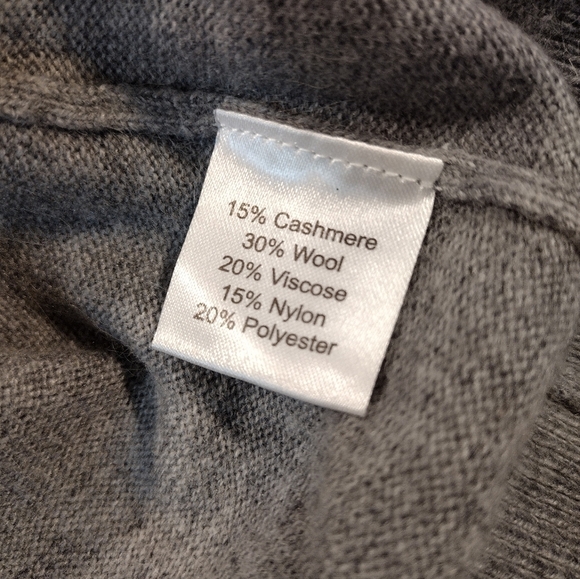 15% Cashmere
30% Wool
20% Viscose
15% Nylon
20% Polyester